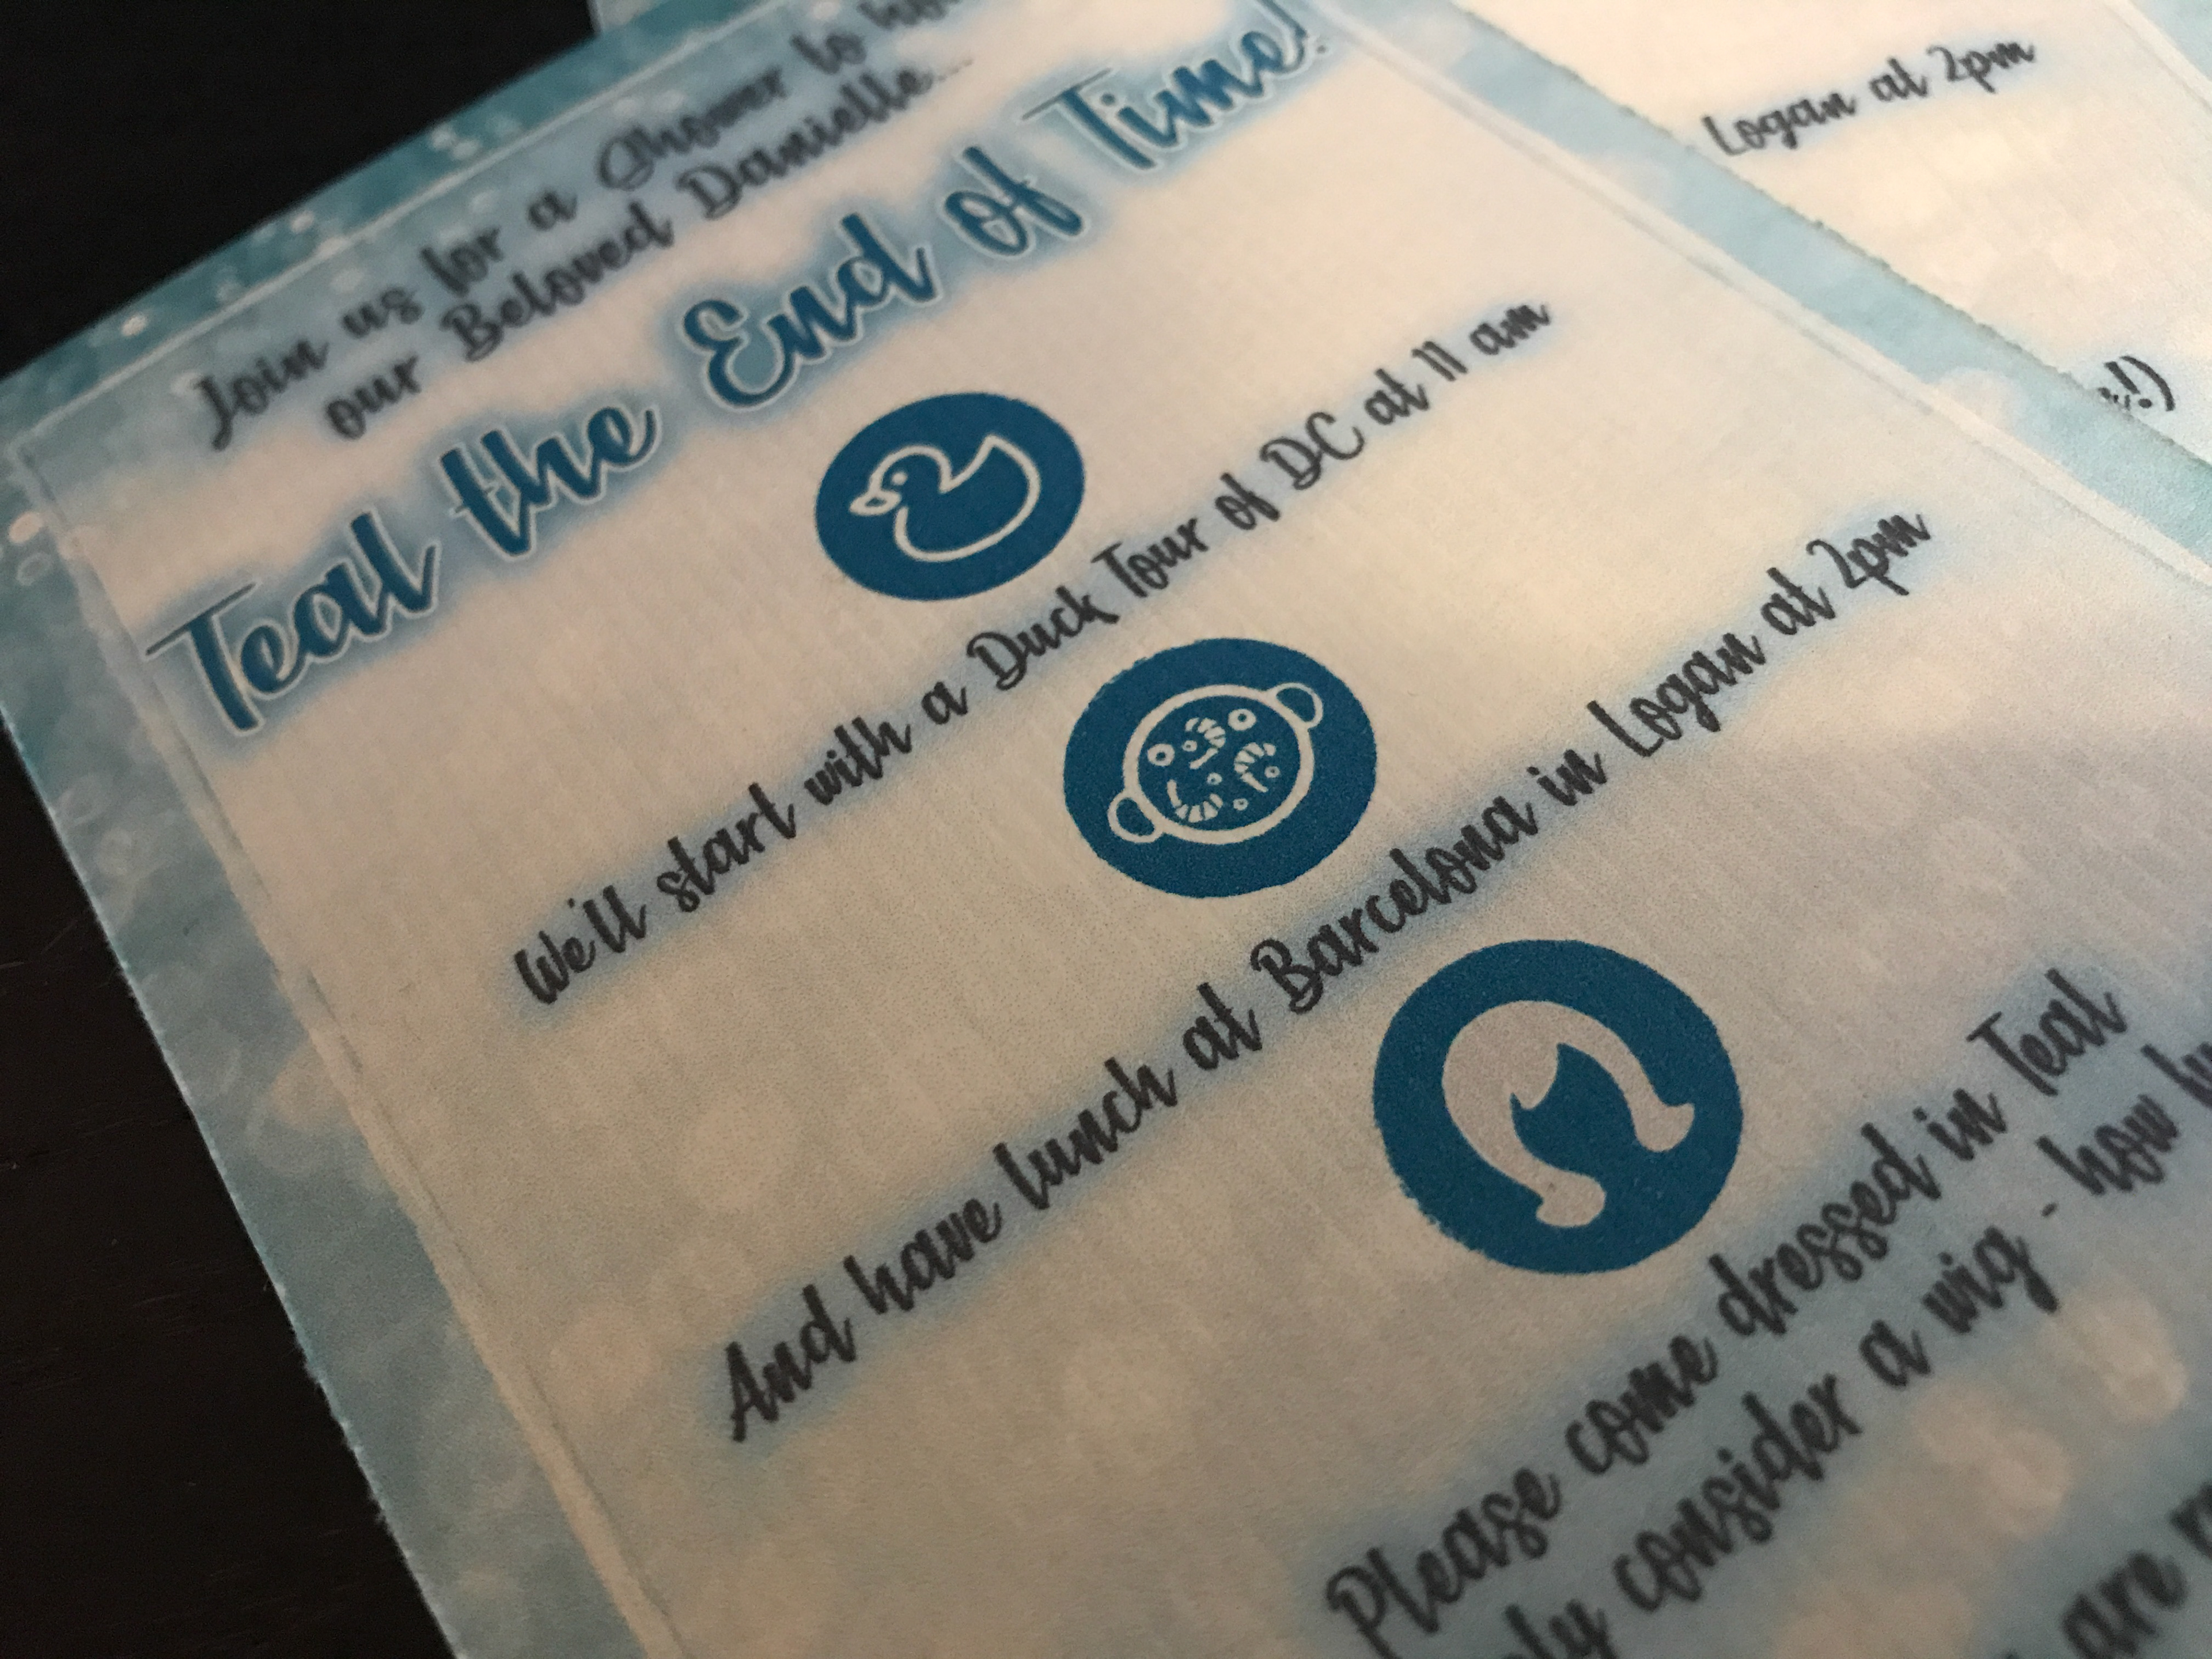 Join us for a Shower to
our Beloved Danielle...
Teal the End of Time!
We'll start with a Duck Tour of DC at 11 am
And have lunch at Barcelona in Logan at 2pm
Please come dressed in Teal
consider a wig - how
are
Logan at 2pm
!)